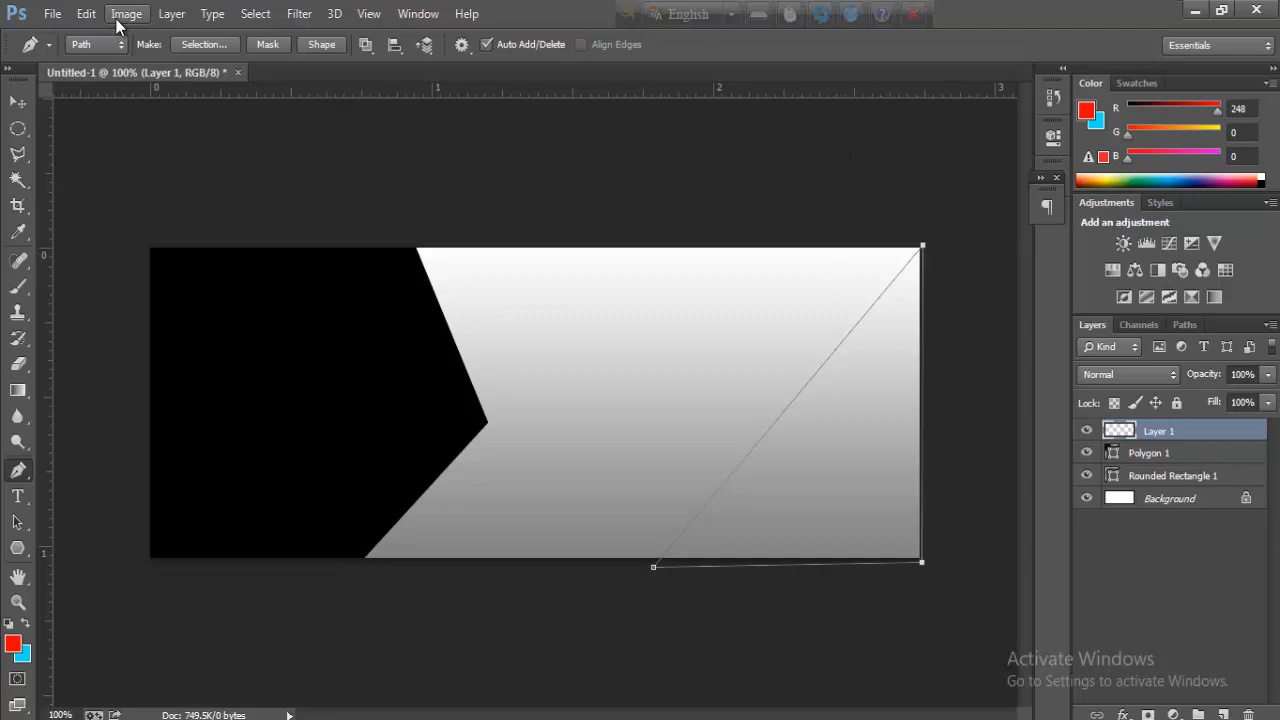 Ps File Edit Image Layer Type Select Filter 3D View Window Help English
Path Make: Selection... Mask Shape Auto Add/Delete Align Edges Essentials
Untitled-1 @ 100% (Layer 1, RGB/8) * ×
0 1 2 3
0
1
Color Swatches
R 248
G 0
B 0
Adjustments Styles
Add an adjustment
Layers Channels Paths
Kind
Normal Opacity: 100%
Lock: Fill: 100%
Layer 1
Polygon 1
Rounded Rectangle 1
Background
Activate Windows
Go to Settings to activate Windows.
100% Doc: 749.5K/0 bytes
fx